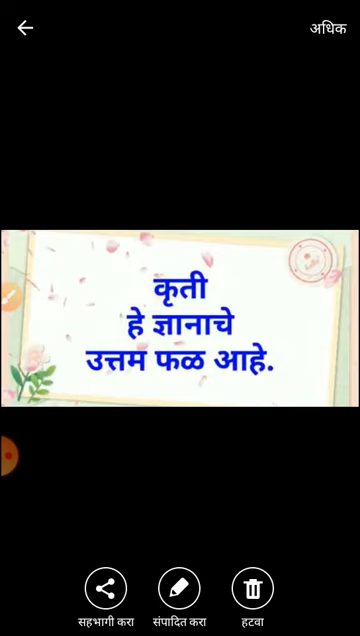 अधिक
कृती
हे ज्ञानाचे
उत्तम फळ आहे.
सहभागी करा संपादित करा हटवा